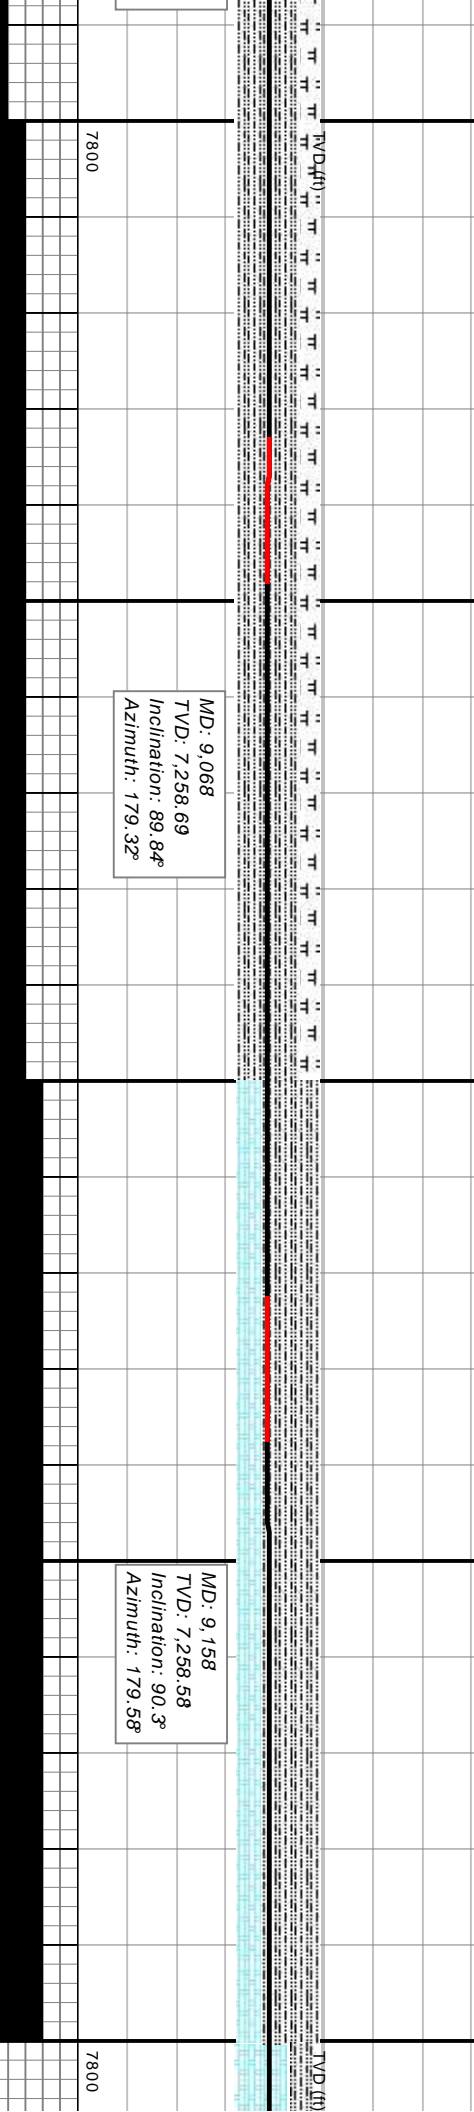 7800
TVD (ft)
MD: 9,068
TVD: 7,258.69
Inclination: 89.84°
Azimuth: 179.32°
MD: 9,158
TVD: 7,258.58
Inclination: 90.3°
Azimuth: 179.58°
7800
TVD (ft)